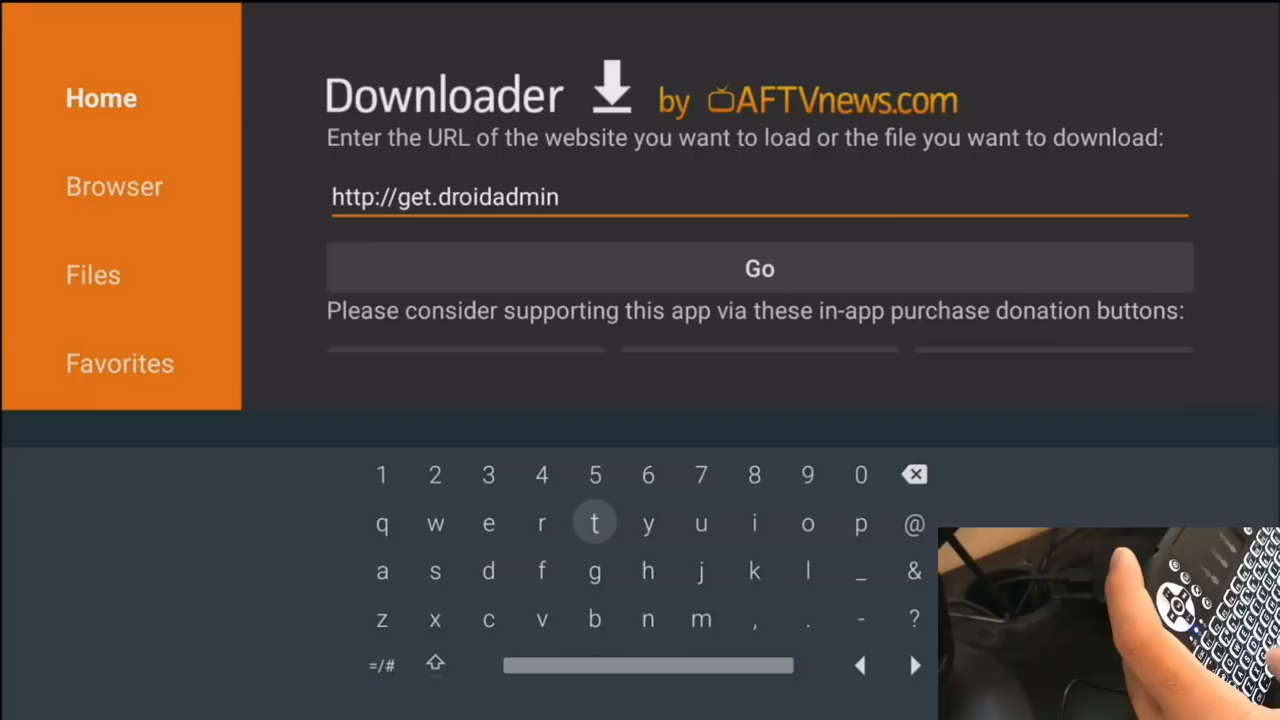 Home
Browser
Files
Favorites
Downloader by AFTVnews.com
Enter the URL of the website you want to load or the file you want to download:
http://get.droidadmin
Go
Please consider supporting this app via these in-app purchase donation buttons:
1 2 3 4 5 6 7 8 9 0
q w e r t y u i o p @
a s d f g h j k l _ &
z x c v b n m , . - ?
=/#